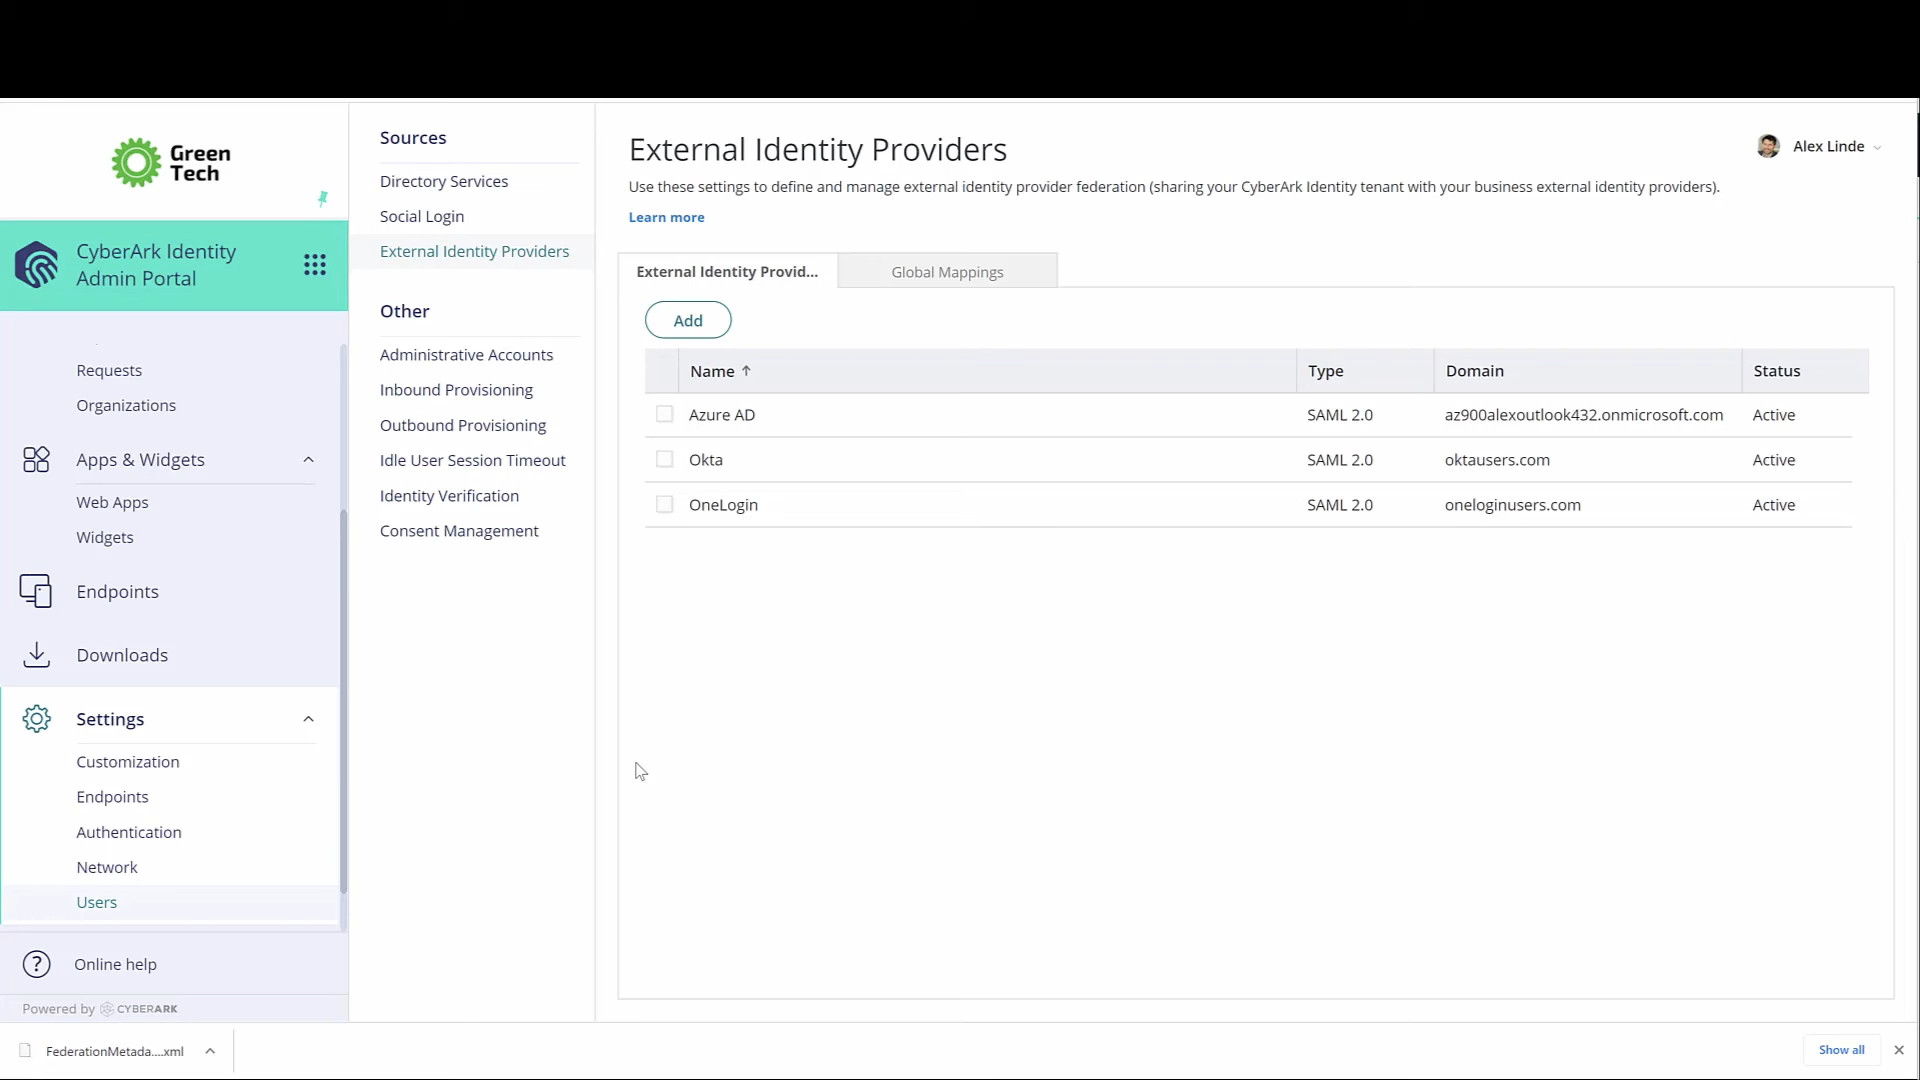 Green
Tech
CyberArk Identity
Admin Portal
Requests
Organizations
Apps & Widgets
Web Apps
Widgets
Endpoints
Downloads
Settings
Customization
Endpoints
Authentication
Network
Users
Online help
Powered by CYBERARK
Sources
Directory Services
Social Login
External Identity Providers
Other
Administrative Accounts
Inbound Provisioning
Outbound Provisioning
Idle User Session Timeout
Identity Verification
Consent Management
External Identity Providers
Alex Linde
Use these settings to define and manage external identity provider federation (sharing your CyberArk Identity tenant with your business external identity providers).
Learn more
External Identity Provid... Global Mappings
Add
Name ↑ Type Domain Status
Azure AD SAML 2.0 az900alexoutlook432.onmicrosoft.com Active
Okta SAML 2.0 oktausers.com Active
OneLogin SAML 2.0 oneloginusers.com Active
FederationMetada....xml
Show all